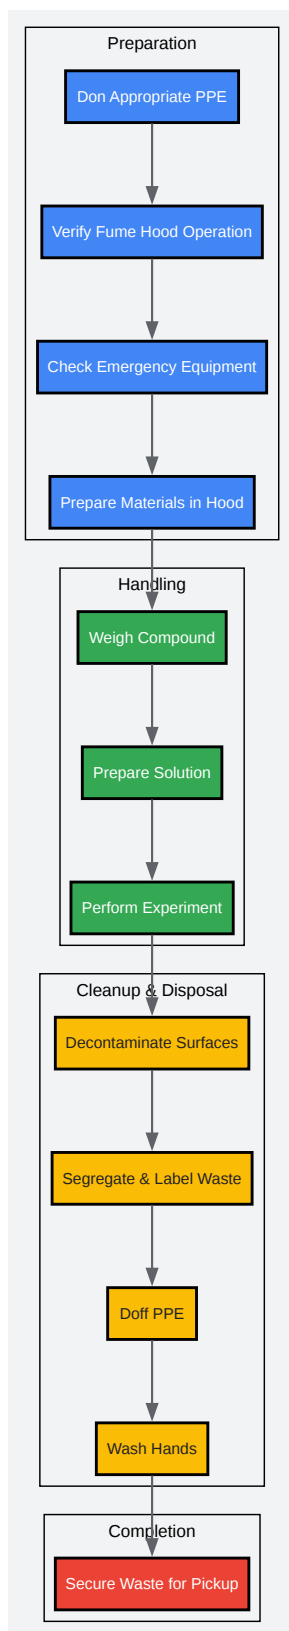 Preparation
Don Appropriate PPE
Verify Fume Hood Operation
Check Emergency Equipment
Prepare Materials in Hood
Handling
Weigh Compound
Prepare Solution
Perform Experiment
Cleanup & Disposal
Decontaminate Surfaces
Segregate & Label Waste
Doff PPE
Wash Hands
Completion
Secure Waste for Pickup